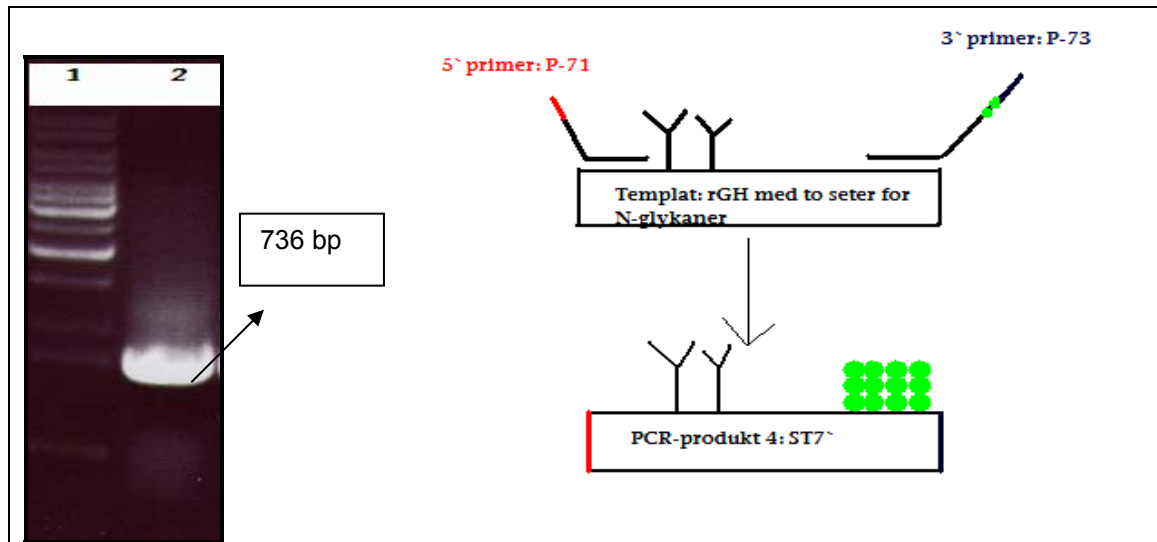 1 2
736 bp
5` primer: P-71
3` primer: P-73
Templat: rGH med to seter for
N-glykaner
PCR-produkt 4: ST7`